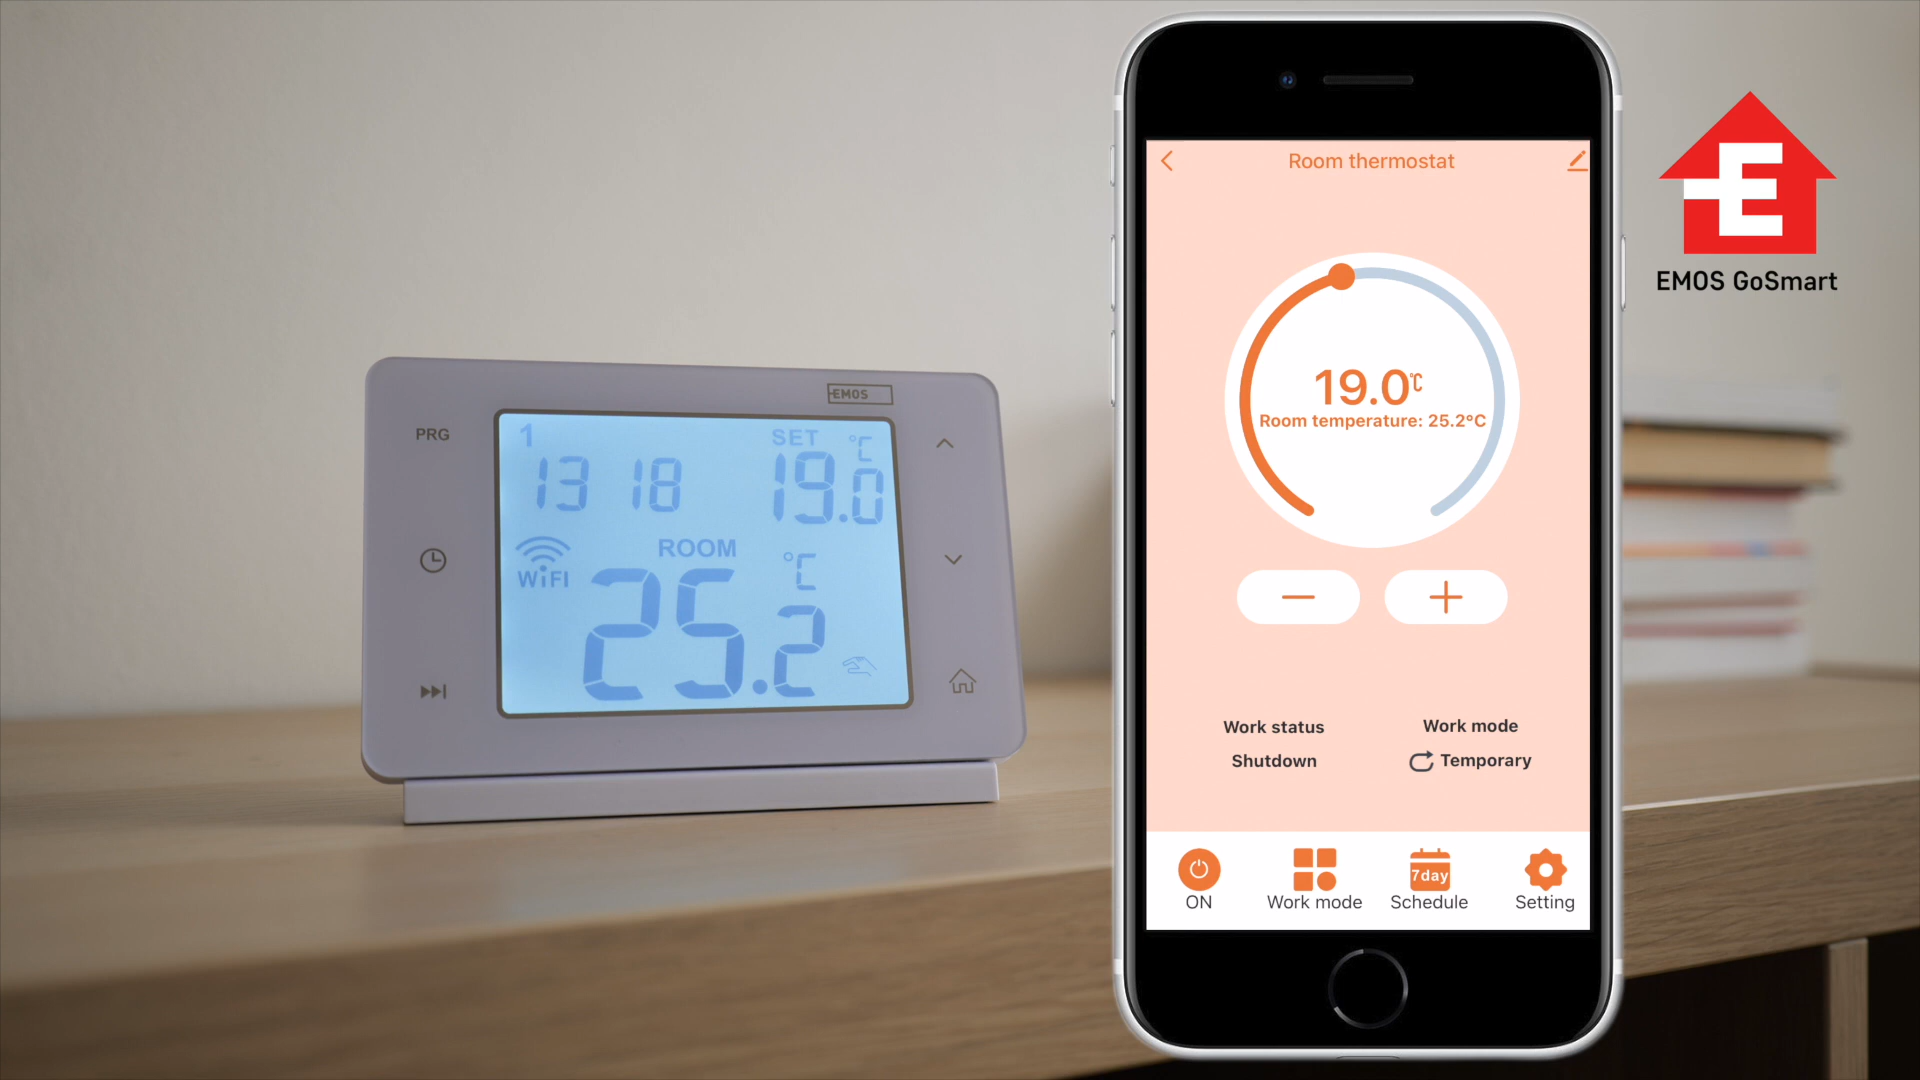 EMOS
PRG
1
SET °C
13 18 19.0
WiFi
ROOM °C
25.2
Room thermostat
19.0℃
Room temperature: 25.2°C
Work status
Shutdown
Work mode
Temporary
ON
Work mode
7day
Schedule
Setting
E
EMOS GoSmart